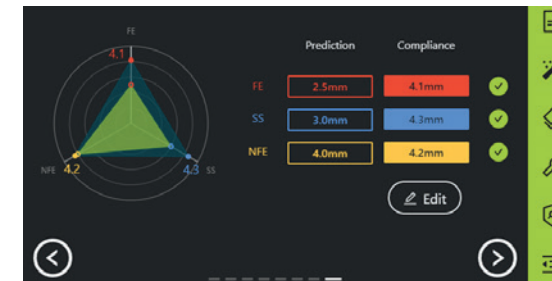 FE
4.1
NFE 4.2
4.3 SS
Prediction Compliance
FE 2.5mm 4.1mm
SS 3.0mm 4.3mm
NFE 4.0mm 4.2mm
Edit